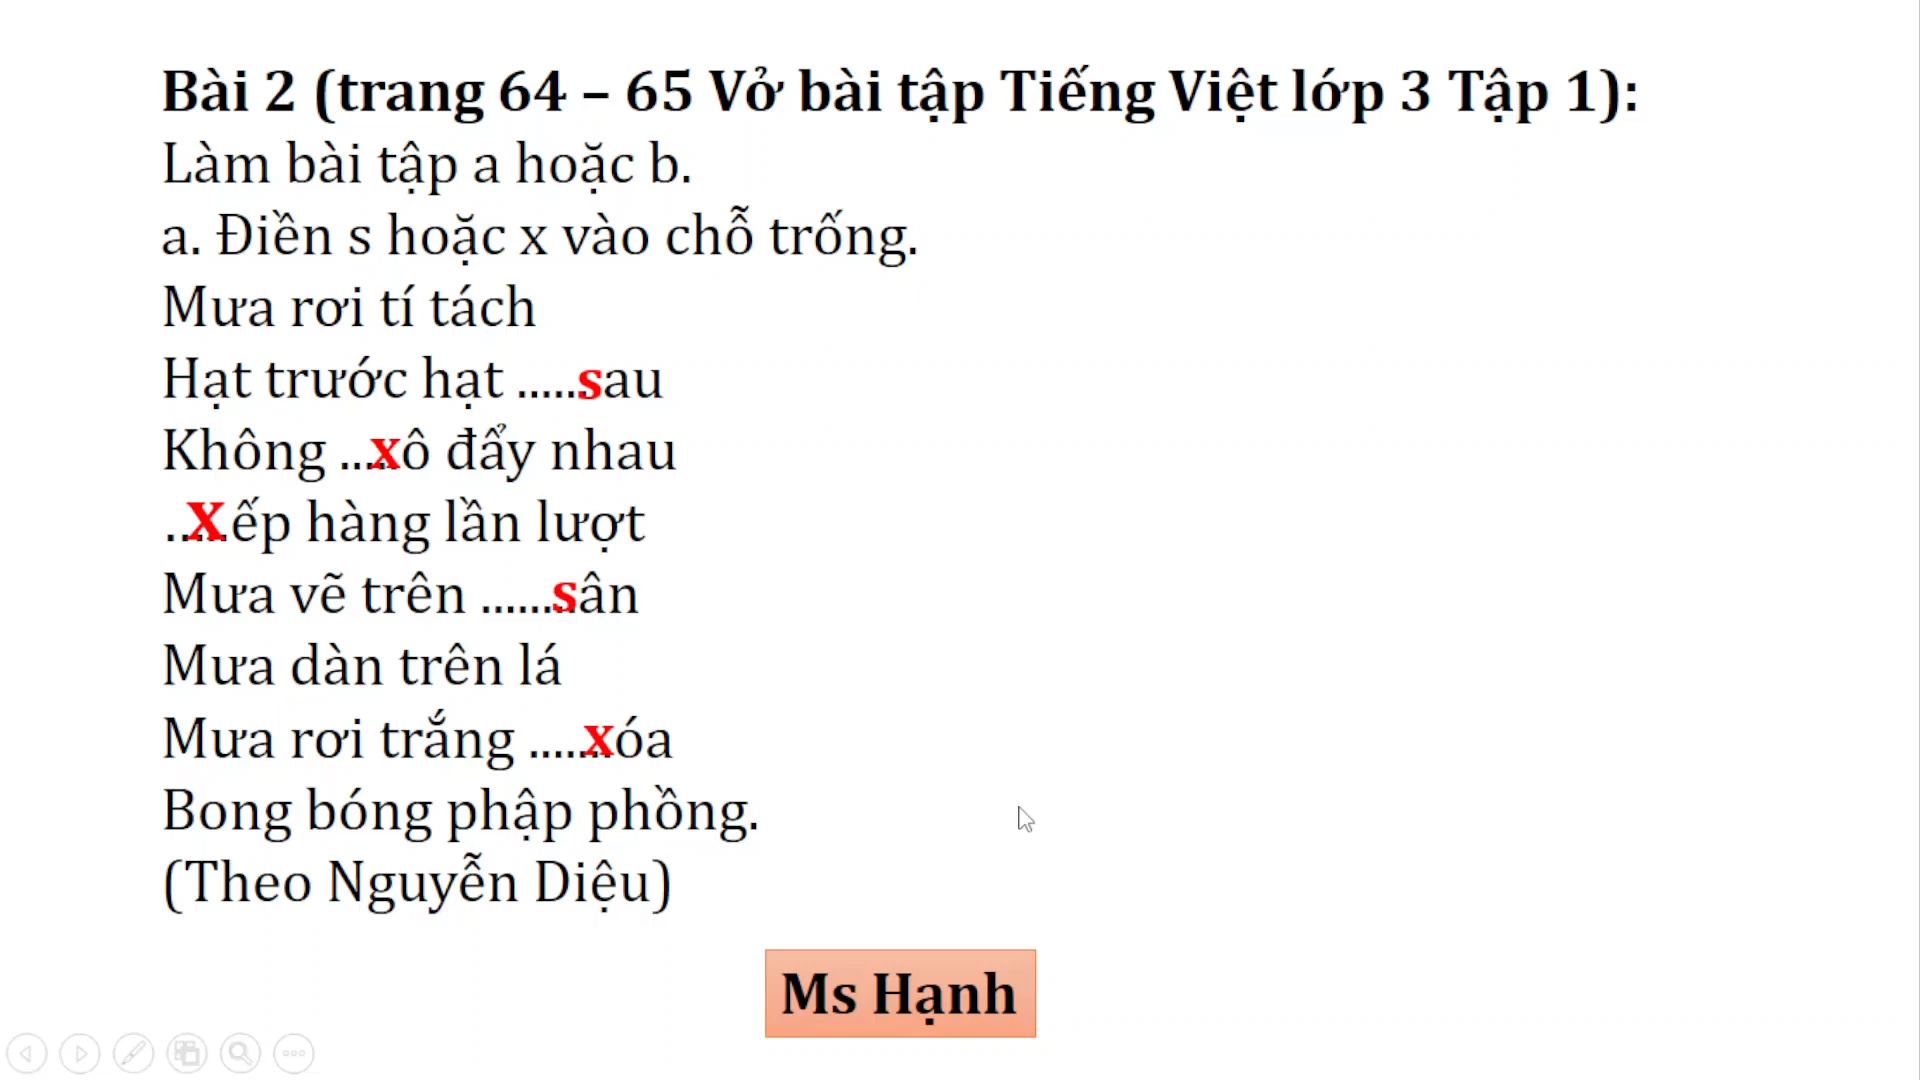 Bài 2 (trang 64 – 65 Vở bài tập Tiếng Việt lớp 3 Tập 1):
Làm bài tập a hoặc b.
a. Điền s hoặc x vào chỗ trống.
Mưa rơi tí tách
Hạt trước hạt .....sau
Không ....xô đẩy nhau
..Xếp hàng lần lượt
Mưa vẽ trên ......sân
Mưa dàn trên lá
Mưa rơi trắng .....xóa
Bong bóng phập phồng.
(Theo Nguyễn Diệu)
Ms Hạnh